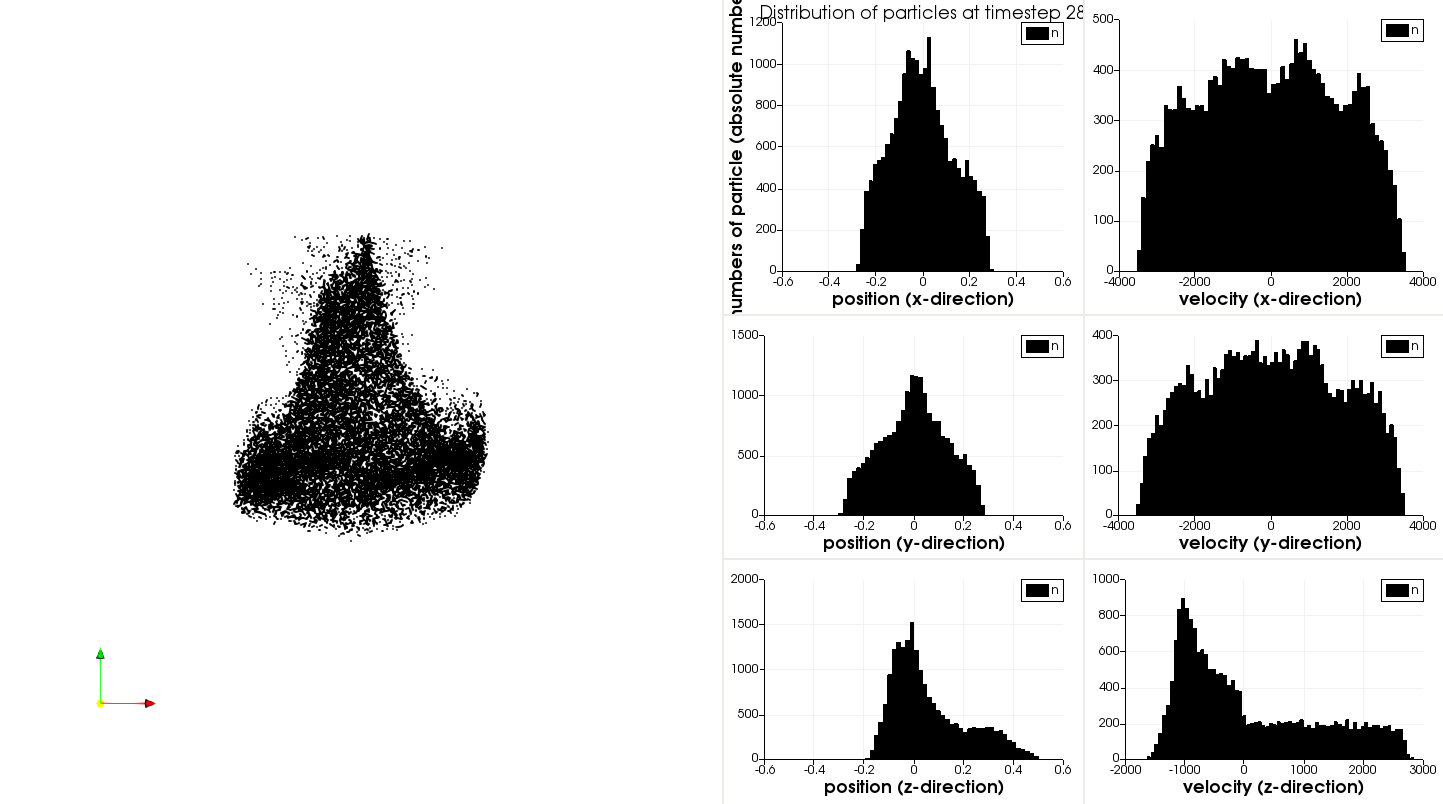 Distribution of particles at timestep 28
numbers of particle (absolute numbe
1200
1000
800
600
400
200
0
-0.6 -0.4 -0.2 0 0.2 0.4 0.6
position (x-direction)
n
500
400
300
200
100
0
-4000 -2000 0 2000 4000
velocity (x-direction)
n
1500
1000
500
0
-0.6 -0.4 -0.2 0 0.2 0.4 0.6
position (y-direction)
n
400
300
200
100
0
-4000 -2000 0 2000 4000
velocity (y-direction)
n
2000
1500
1000
500
0
-0.6 -0.4 -0.2 0 0.2 0.4 0.6
position (z-direction)
n
1000
800
600
400
200
0
-2000 -1000 0 1000 2000 3000
velocity (z-direction)
n